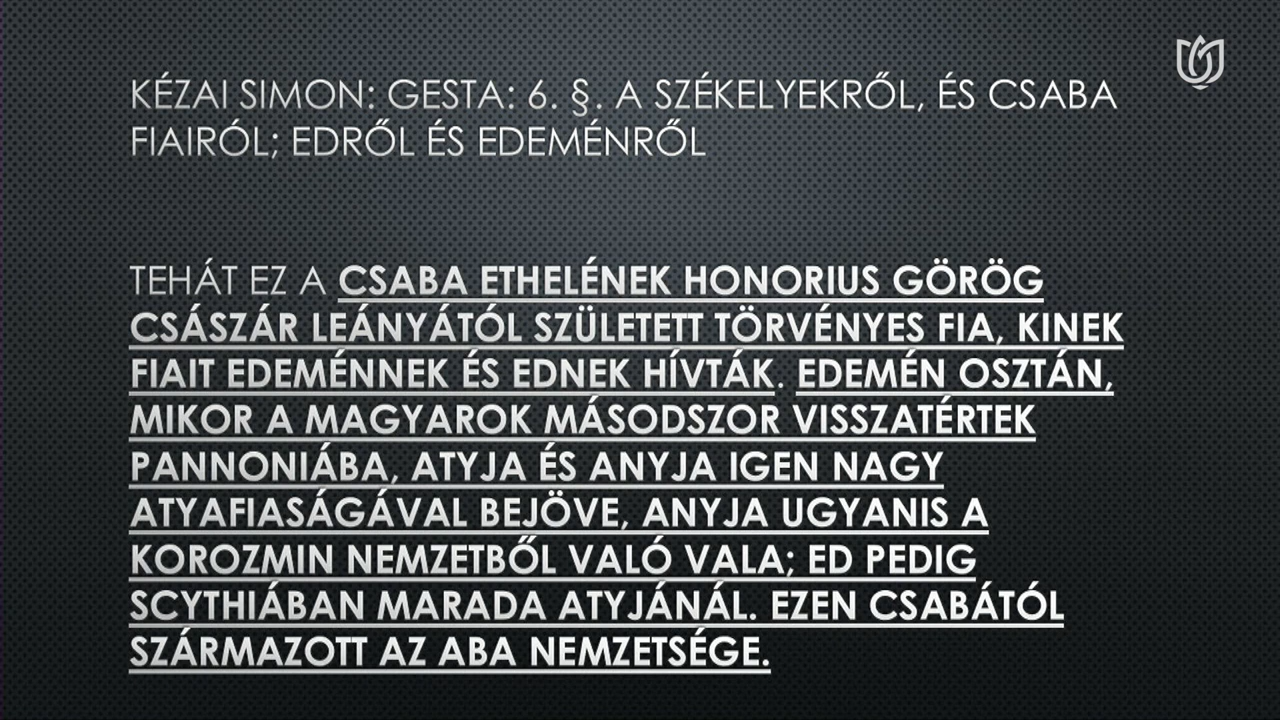 KÉZAI SIMON: GESTA: 6. §. A SZÉKELYEKRŐL, ÉS CSABA
FIAIRÓL; EDRŐL ÉS EDEMÉNRŐL
TEHÁT EZ A CSABA ETHELÉNEK HONORIUS GÖRÖG
CSÁSZÁR LEÁNYÁTÓL SZÜLETETT TÖRVÉNYES FIA, KINEK
FIAIT EDEMÉNNEK ÉS EDNEK HÍVTÁK. EDEMÉN OSZTÁN,
MIKOR A MAGYAROK MÁSODSZOR VISSZATÉRTEK
PANNONIÁBA, ATYJA ÉS ANYJA IGEN NAGY
ATYAFIASÁGÁVAL BEJÖVE, ANYJA UGYANIS A
KOROZMIN NEMZETBŐL VALÓ VALA; ED PEDIG
SCYTHIÁBAN MARADA ATYJÁNÁL. EZEN CSABÁTÓL
SZÁRMAZOTT AZ ABA NEMZETSÉGE.